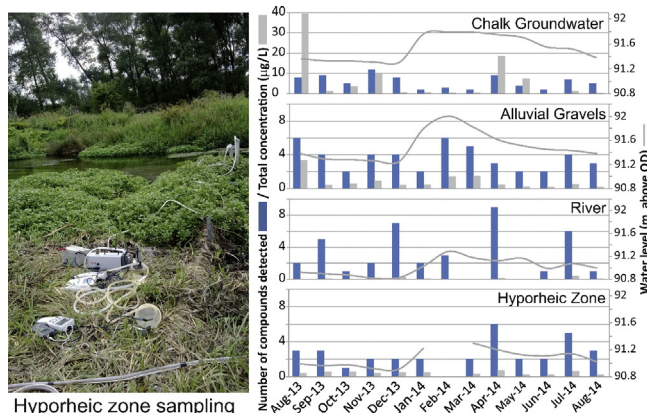 Hyporheic zone sampling
Number of compounds detected / Total concentration (µg/L)
Chalk Groundwater
40
30
20
10
0
92
91.6
91.2
90.8
Alluvial Gravels
8
4
0
92
91.6
91.2
90.8
River
8
4
0
92
91.6
91.2
90.8
Hyporheic Zone
8
4
0
92
91.6
91.2
90.8
Water level (m above OD)
Aug-13
Sep-13
Oct-13
Nov-13
Dec-13
Jan-14
Feb-14
Mar-14
Apr-14
May-14
Jun-14
Jul-14
Aug-14